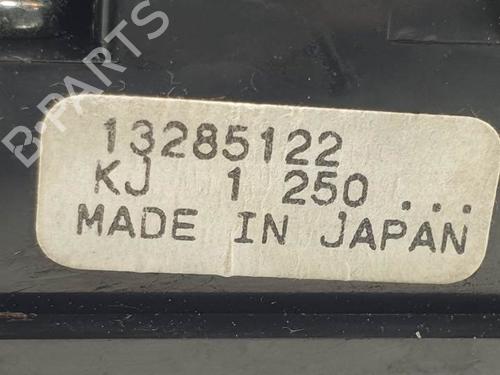 13285122
KJ 1 250 ...
MADE IN JAPAN
B-PARTS